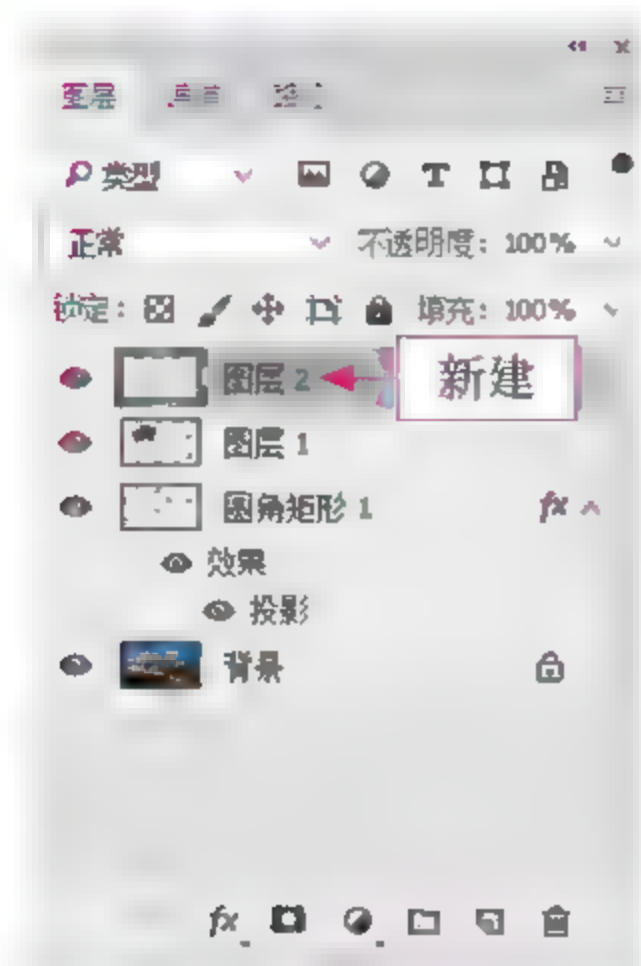 图层
类型
正常 不透明度：100%
锁定： 填充：100%
图层 2 新建
图层 1
圆角矩形 1 fx
效果
投影
背景
fx